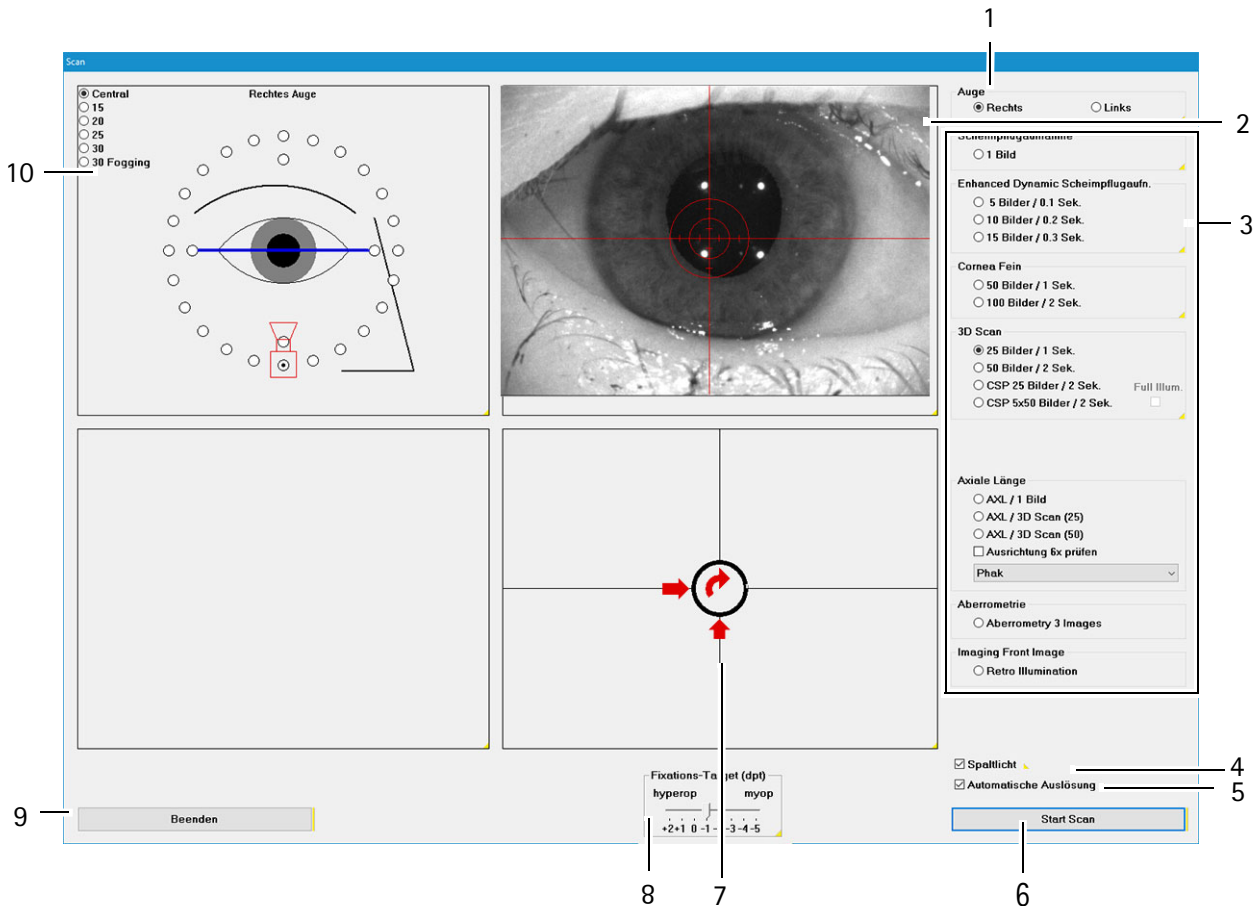 1
Scan
Central
15
20
25
30
30 Fogging
Rechtes Auge
10
2
Auge
Rechts
Links
Scheimpflugaufnahme
1 Bild
Enhanced Dynamic Scheimpflugaufn.
5 Bilder / 0.1 Sek.
10 Bilder / 0.2 Sek.
15 Bilder / 0.3 Sek.
3
Cornea Fein
50 Bilder / 1 Sek.
100 Bilder / 2 Sek.
3D Scan
25 Bilder / 1 Sek.
50 Bilder / 2 Sek.
CSP 25 Bilder / 2 Sek.
Full Illum.
CSP 5x50 Bilder / 2 Sek.
Axiale Länge
AXL / 1 Bild
AXL / 3D Scan (25)
AXL / 3D Scan (50)
Ausrichtung 6x prüfen
Phak
Aberrometrie
Aberrometry 3 Images
Imaging Front Image
Retro Illumination
Spaltlicht
4
Automatische Auslösung
5
Fixations-Target (dpt)
hyperop myop
+2 +1 0 -1 - -3 -4 -5
9
Beenden
Start Scan
8
7
6